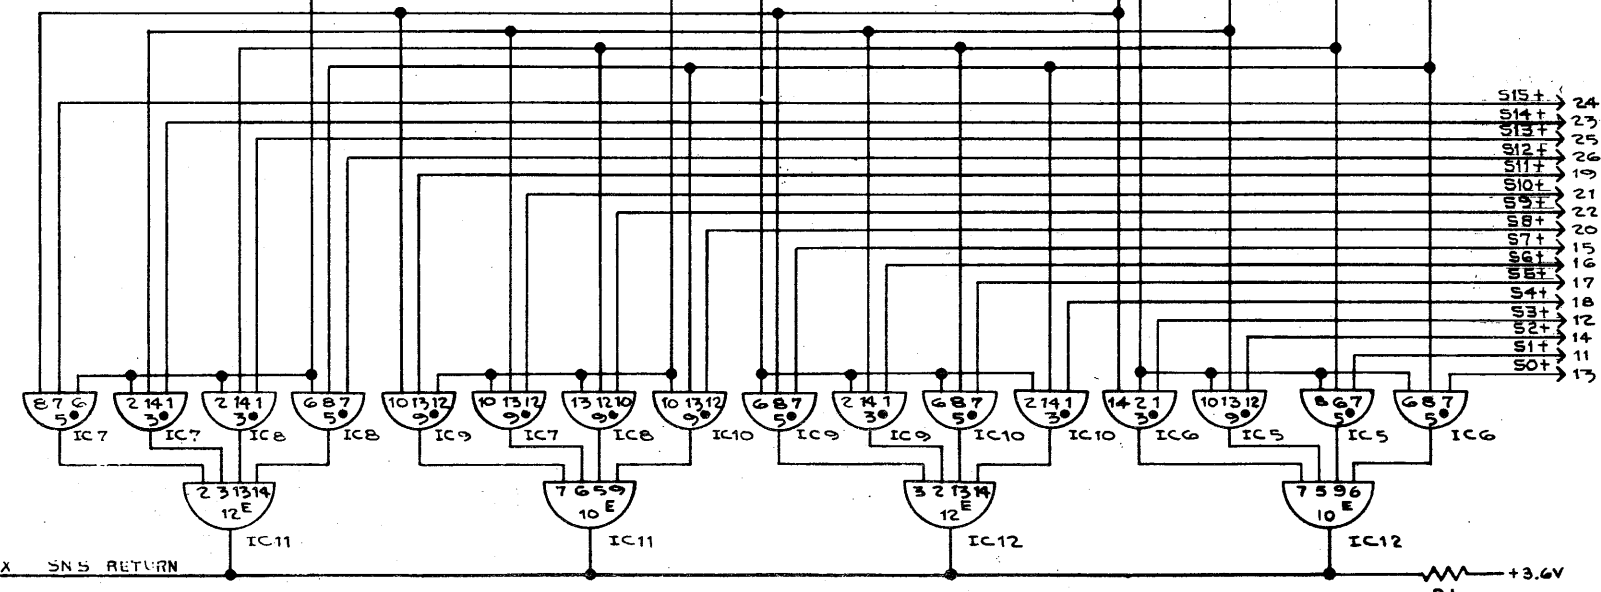 S15+ 24
S14+ 23
S13+ 25
S12+ 26
S11+ 19
S10+ 21
S9+ 22
S8+ 20
S7+ 15
S6+ 16
S5+ 17
S4+ 18
S3+ 12
S2+ 14
S1+ 11
S0+ 13
8 7 6 2 14 1 2 14 1 6 8 7 10 13 12 10 13 12 13 12 10 10 13 12 6 8 7 2 14 1 6 8 7 2 14 1 14 2 1 10 13 12 8 6 7 6 8 7
5 3 3 5 9 9 9 9 5 3 5 3 3 9 5 5
IC7 IC7 IC8 IC8 IC9 IC7 IC8 IC10 IC9 IC9 IC10 IC10 IC6 IC5 IC5 IC6
2 3 13 14 7 6 5 9 3 2 13 14 7 5 9 6
E E E E
12 10 12 10
IC11 IC11 IC12 IC12
X SNS RETURN
+3.6V